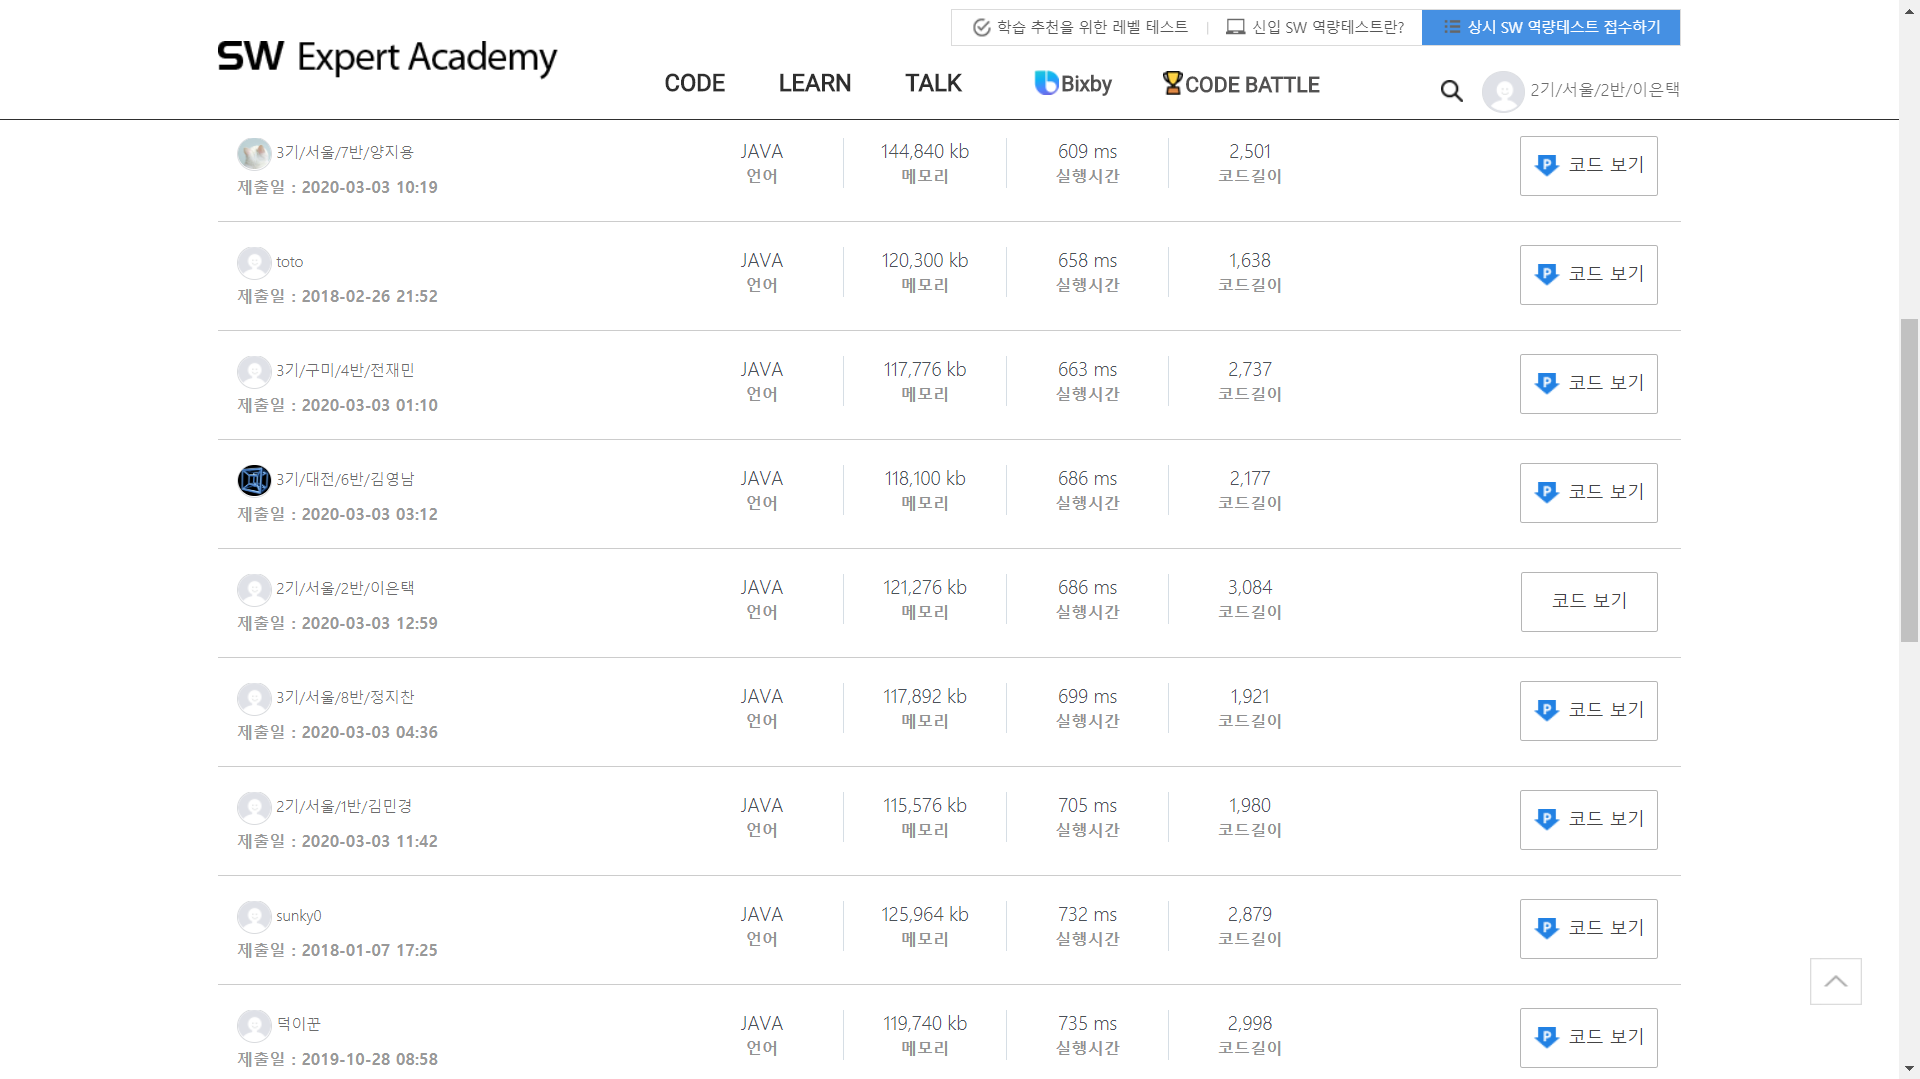 학습 추천을 위한 레벨 테스트
신입 SW 역량테스트란?
상시 SW 역량테스트 접수하기
SW Expert Academy
CODE
LEARN
TALK
Bixby
CODE BATTLE
2기/서울/2반/이은택
3기/서울/7반/양지용
제출일 : 2020-03-03 10:19
JAVA
언어
144,840 kb
메모리
609 ms
실행시간
2,501
코드길이
P 코드 보기
toto
제출일 : 2018-02-26 21:52
JAVA
언어
120,300 kb
메모리
658 ms
실행시간
1,638
코드길이
P 코드 보기
3기/구미/4반/전재민
제출일 : 2020-03-03 01:10
JAVA
언어
117,776 kb
메모리
663 ms
실행시간
2,737
코드길이
P 코드 보기
3기/대전/6반/김영남
제출일 : 2020-03-03 03:12
JAVA
언어
118,100 kb
메모리
686 ms
실행시간
2,177
코드길이
P 코드 보기
2기/서울/2반/이은택
제출일 : 2020-03-03 12:59
JAVA
언어
121,276 kb
메모리
686 ms
실행시간
3,084
코드길이
코드 보기
3기/서울/8반/정지찬
제출일 : 2020-03-03 04:36
JAVA
언어
117,892 kb
메모리
699 ms
실행시간
1,921
코드길이
P 코드 보기
2기/서울/1반/김민경
제출일 : 2020-03-03 11:42
JAVA
언어
115,576 kb
메모리
705 ms
실행시간
1,980
코드길이
P 코드 보기
sunky0
제출일 : 2018-01-07 17:25
JAVA
언어
125,964 kb
메모리
732 ms
실행시간
2,879
코드길이
P 코드 보기
덕이꾼
제출일 : 2019-10-28 08:58
JAVA
언어
119,740 kb
메모리
735 ms
실행시간
2,998
코드길이
P 코드 보기